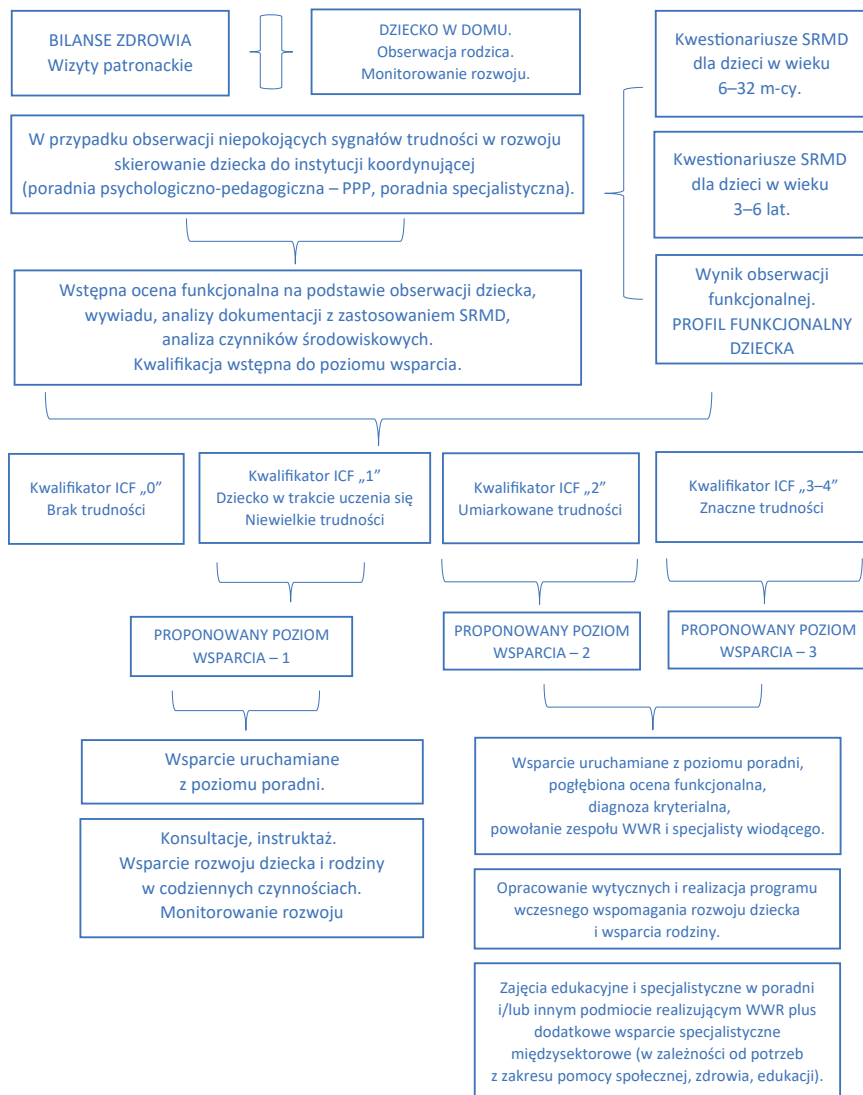 BILANSE ZDROWIA
Wizyty patronackie
DZIECKO W DOMU.
Obserwacja rodzica.
Monitorowanie rozwoju.
Kwestionariusze SRMD
dla dzieci w wieku
6–32 m-cy.
W przypadku obserwacji niepokojących sygnałów trudności w rozwoju
skierowanie dziecka do instytucji koordynującej
(poradnia psychologiczno-pedagogiczna – PPP, poradnia specjalistyczna).
Kwestionariusze SRMD
dla dzieci w wieku
3–6 lat.
Wstępna ocena funkcjonalna na podstawie obserwacji dziecka,
wywiadu, analizy dokumentacji z zastosowaniem SRMD,
analiza czynników środowiskowych.
Kwalifikacja wstępna do poziomu wsparcia.
Wynik obserwacji
funkcjonalnej.
PROFIL FUNKCJONALNY
DZIECKA
Kwalifikator ICF „0”
Brak trudności
Kwalifikator ICF „1”
Dziecko w trakcie uczenia się
Niewielkie trudności
Kwalifikator ICF „2”
Umiarkowane trudności
Kwalifikator ICF „3–4”
Znaczne trudności
PROPONOWANY POZIOM
WSPARCIA – 1
PROPONOWANY POZIOM
WSPARCIA – 2
PROPONOWANY POZIOM
WSPARCIA – 3
Wsparcie uruchamiane
z poziomu poradni.
Konsultacje, instruktaż.
Wsparcie rozwoju dziecka i rodziny
w codziennych czynnościach.
Monitorowanie rozwoju
Wsparcie uruchamiane z poziomu poradni,
pogłębiona ocena funkcjonalna,
diagnoza kryterialna,
powołanie zespołu WWR i specjalisty wiodącego.
Opracowanie wytycznych i realizacja programu
wczesnego wspomagania rozwoju dziecka
i wsparcia rodziny.
Zajęcia edukacyjne i specjalistyczne w poradni
i/lub innym podmiocie realizującym WWR plus
dodatkowe wsparcie specjalistyczne
międzysektorowe (w zależności od potrzeb
z zakresu pomocy społecznej, zdrowia, edukacji).